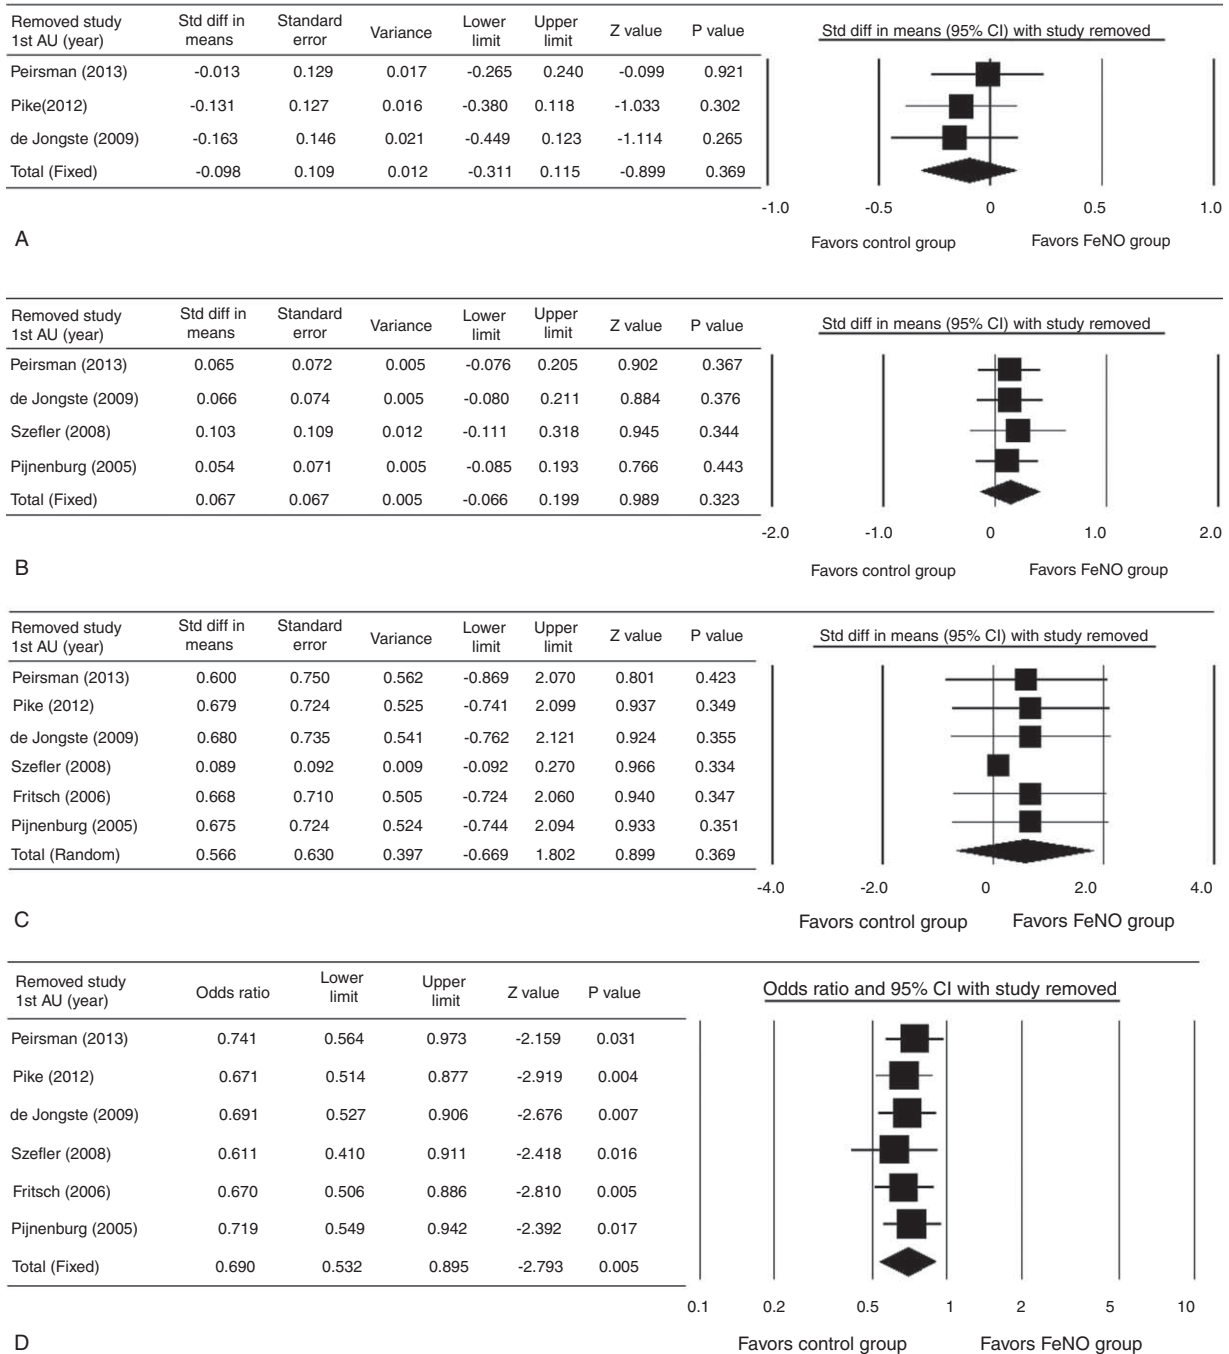 Removed study 1st AU (year) Std diff in means Standard error Variance Lower limit Upper limit Z value P value Std diff in means (95% CI) with study removed
Peirsman (2013) -0.013 0.129 0.017 -0.265 0.240 -0.099 0.921
Pike(2012) -0.131 0.127 0.016 -0.380 0.118 -1.033 0.302
de Jongste (2009) -0.163 0.146 0.021 -0.449 0.123 -1.114 0.265
Total (Fixed) -0.098 0.109 0.012 -0.311 0.115 -0.899 0.369
-1.0 -0.5 0 0.5 1.0
A Favors control group Favors FeNO group
Removed study 1st AU (year) Std diff in means Standard error Variance Lower limit Upper limit Z value P value Std diff in means (95% CI) with study removed
Peirsman (2013) 0.065 0.072 0.005 -0.076 0.205 0.902 0.367
de Jongste (2009) 0.066 0.074 0.005 -0.080 0.211 0.884 0.376
Szefler (2008) 0.103 0.109 0.012 -0.111 0.318 0.945 0.344
Pijnenburg (2005) 0.054 0.071 0.005 -0.085 0.193 0.766 0.443
Total (Fixed) 0.067 0.067 0.005 -0.066 0.199 0.989 0.323
-2.0 -1.0 0 1.0 2.0
B Favors control group Favors FeNO group
Removed study 1st AU (year) Std diff in means Standard error Variance Lower limit Upper limit Z value P value Std diff in means (95% CI) with study removed
Peirsman (2013) 0.600 0.750 0.562 -0.869 2.070 0.801 0.423
Pike (2012) 0.679 0.724 0.525 -0.741 2.099 0.937 0.349
de Jongste (2009) 0.680 0.735 0.541 -0.762 2.121 0.924 0.355
Szefler (2008) 0.089 0.092 0.009 -0.092 0.270 0.966 0.334
Fritsch (2006) 0.668 0.710 0.505 -0.724 2.060 0.940 0.347
Pijnenburg (2005) 0.675 0.724 0.524 -0.744 2.094 0.933 0.351
Total (Random) 0.566 0.630 0.397 -0.669 1.802 0.899 0.369
-4.0 -2.0 0 2.0 4.0
C Favors control group Favors FeNO group
Removed study 1st AU (year) Odds ratio Lower limit Upper limit Z value P value Odds ratio and 95% CI with study removed
Peirsman (2013) 0.741 0.564 0.973 -2.159 0.031
Pike (2012) 0.671 0.514 0.877 -2.919 0.004
de Jongste (2009) 0.691 0.527 0.906 -2.676 0.007
Szefler (2008) 0.611 0.410 0.911 -2.418 0.016
Fritsch (2006) 0.670 0.506 0.886 -2.810 0.005
Pijnenburg (2005) 0.719 0.549 0.942 -2.392 0.017
Total (Fixed) 0.690 0.532 0.895 -2.793 0.005
0.1 0.2 0.5 1 2 5 10
D Favors control group Favors FeNO group